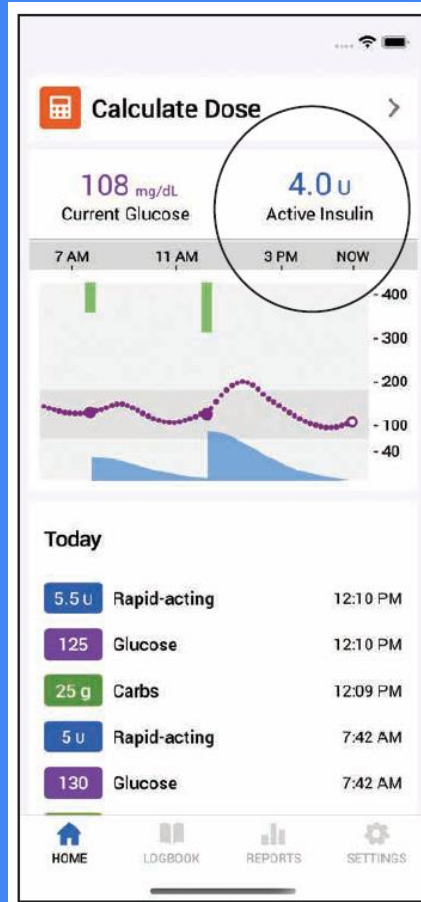 Calculate Dose
108 mg/dL 4.0 U
Current Glucose Active Insulin
7 AM 11 AM 3 PM NOW
400
300
200
100
40
Today
5.5 U Rapid-acting 12:10 PM
125 Glucose 12:10 PM
25 g Carbs 12:09 PM
5 U Rapid-acting 7:42 AM
130 Glucose 7:42 AM
HOME LOGBOOK REPORTS SETTINGS